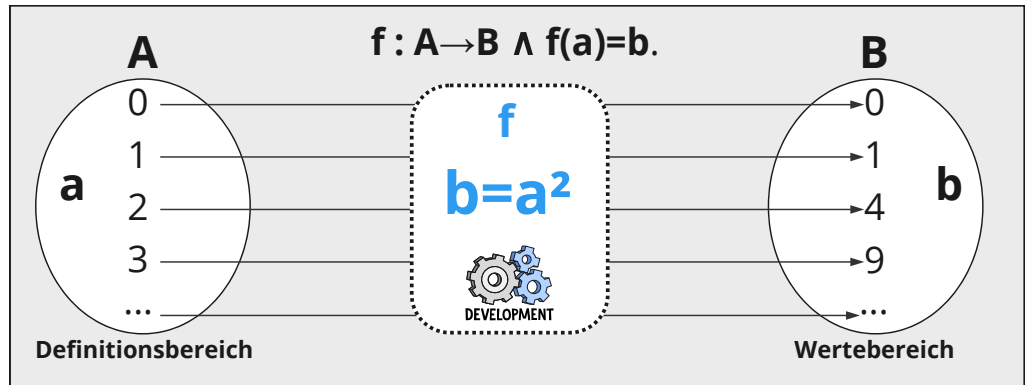 f : A→B ∧ f(a)=b.
A
B
0
f
0
1
1
a
b=a²
b
2
4
3
9
...
DEVELOPMENT
...
Definitionsbereich
Wertebereich